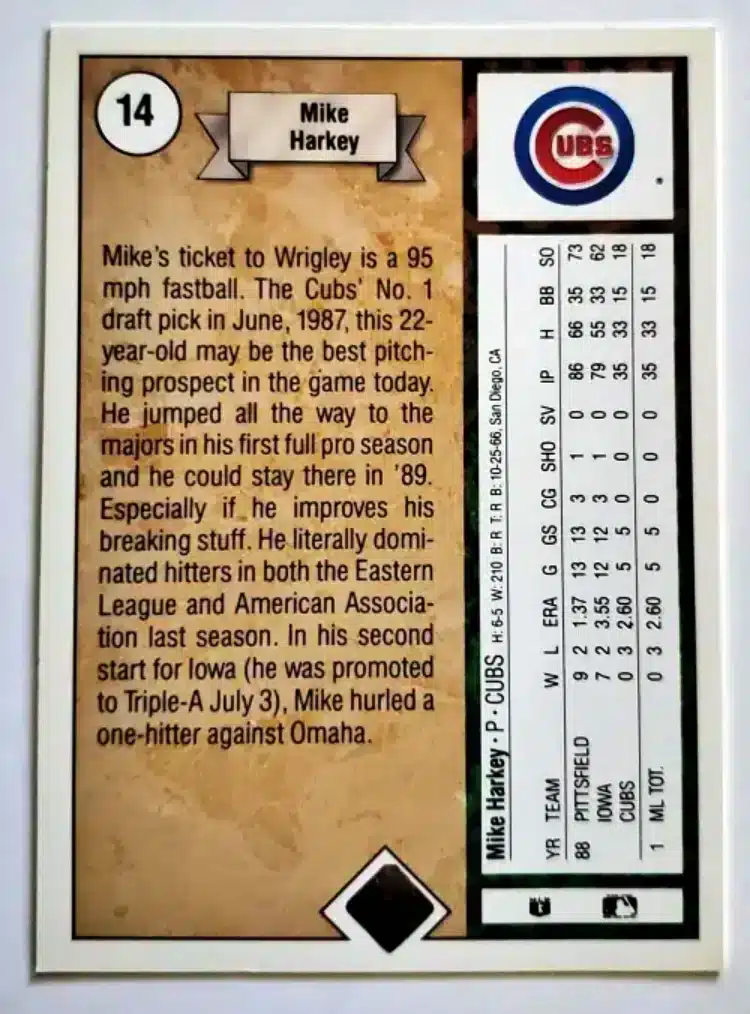 14
Mike
Harkey
Mike's ticket to Wrigley is a 95
mph fastball. The Cubs' No. 1
draft pick in June, 1987, this 22-
year-old may be the best pitch-
ing prospect in the game today.
He jumped all the way to the
majors in his first full pro season
and he could stay there in '89.
Especially if he improves his
breaking stuff. He literally domi-
nated hitters in both the Eastern
League and American Associa-
tion last season. In his second
start for Iowa (he was promoted
to Triple-A July 3), Mike hurled a
one-hitter against Omaha.
CUBS
Mike Harkey · P · CUBS H: 6-5 W: 210 B: R T: R B: 10-25-66, San Diego, CA
YR TEAM W L ERA G GS CG SHO SV IP H BB SO
88 PITTSFIELD 9 2 1.37 13 13 3 1 0 86 66 35 73
IOWA 7 2 3.55 12 12 3 1 0 79 55 33 62
CUBS 0 3 2.60 5 5 0 0 0 35 33 15 18
1 ML TOT. 0 3 2.60 5 5 0 0 0 35 33 15 18